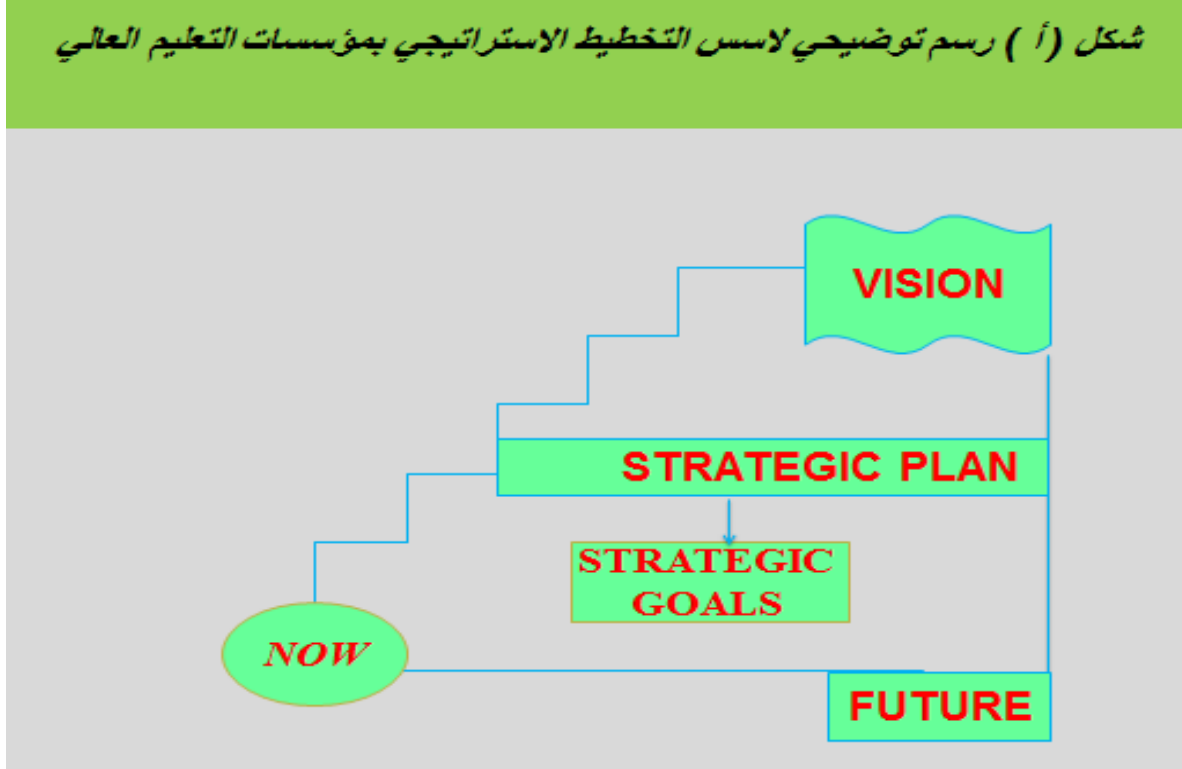 شكل (أ ) رسم توضيحي لاسس التخطيط الاستراتيجي بمؤسسات التعليم العالي
VISION
STRATEGIC PLAN
STRATEGIC
GOALS
NOW
FUTURE